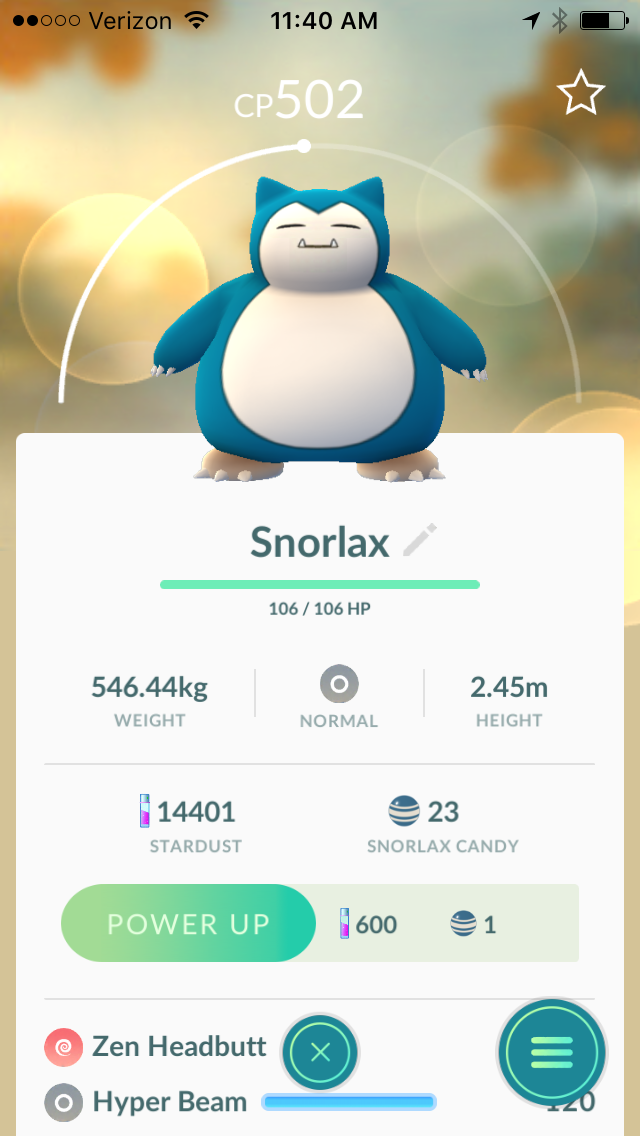 Verizon 11:40 AM
CP502
Snorlax
106 / 106 HP
546.44kg 2.45m
WEIGHT NORMAL HEIGHT
14401 23
STARDUST SNORLAX CANDY
POWER UP 600 1
Zen Headbutt
Hyper Beam 120